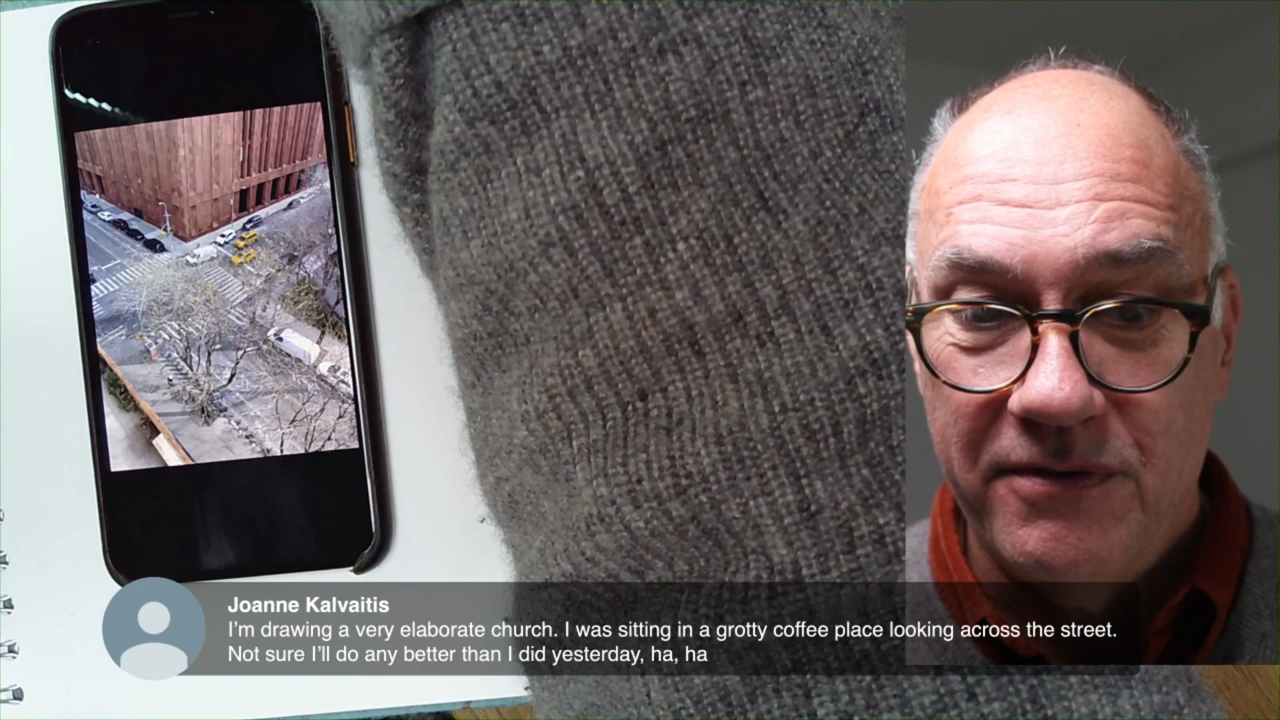 Joanne Kalvaitis
I'm drawing a very elaborate church. I was sitting in a grotty coffee place looking across the street.
Not sure I'll do any better than I did yesterday, ha, ha